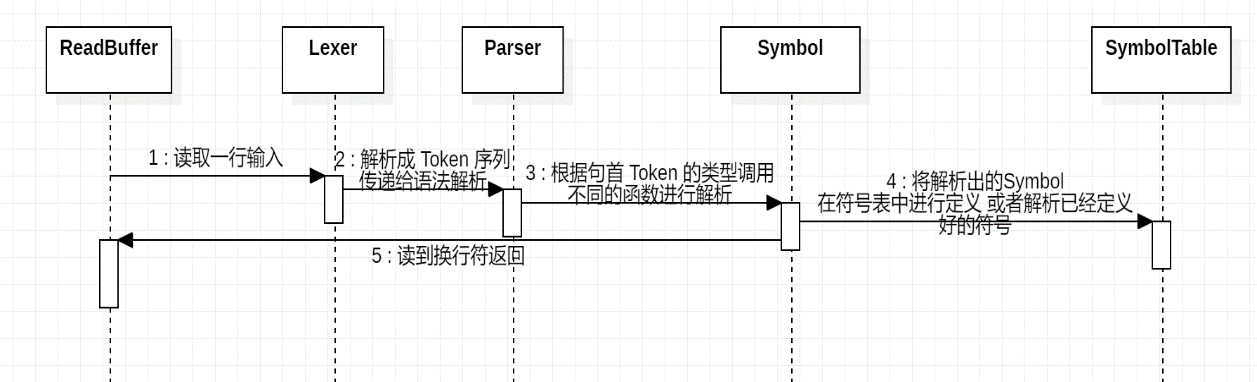 ReadBuffer
Lexer
Parser
Symbol
SymbolTable
1 : 读取一行输入
2 : 解析成 Token 序列
传递给语法解析
3 : 根据句首 Token 的类型调用
不同的函数进行解析
4 : 将解析出的Symbol
在符号表中进行定义 或者解析已经定义
好的符号
5 : 读到换行符返回